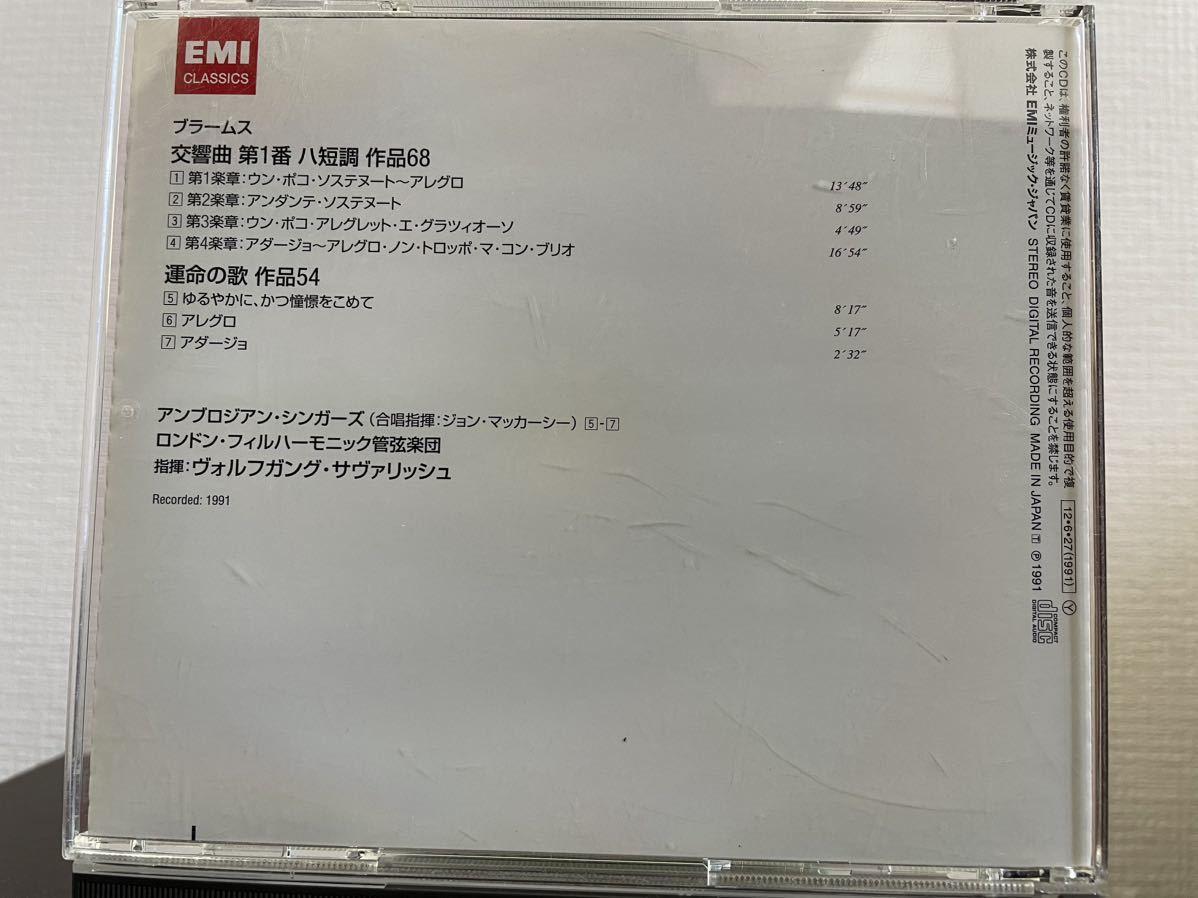 EMI
CLASSICS
ブラームス
交響曲 第1番 ハ短調 作品68
1 第1楽章:ウン・ポコ・ソステヌート〜アレグロ 13′48″
2 第2楽章:アンダンテ・ソステヌート 8′59″
3 第3楽章:ウン・ポコ・アレグレット・エ・グラツィオーソ 4′49″
4 第4楽章:アダージョ〜アレグロ・ノン・トロッポ・マ・コン・ブリオ 16′54″
運命の歌 作品54
5 ゆるやかに、かつ憧憬をこめて 8′17″
6 アレグロ 5′17″
7 アダージョ 2′32″
アンブロジアン・シンガーズ(合唱指揮:ジョン・マッカーシー) 5-7
ロンドン・フィルハーモニック管弦楽団
指揮:ヴォルフガング・サヴァリッシュ
Recorded: 1991
このCDは、権利者の許諾なく賃貸業に使用すること、個人的な範囲を超える使用目的で複
製すること、ネットワーク等を通じてCDに収録された音を送信できる状態にすることを禁じます。
株式会社 EMIミュージック・ジャパン STEREO DIGITAL RECORDING MADE IN JAPAN T Ⓟ1991
12・6・27(1991) Ⓨ
COMPACT
disc
DIGITAL AUDIO